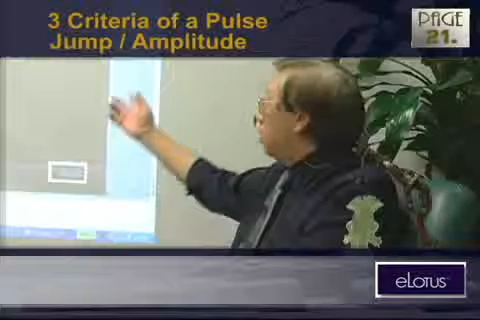 3 Criteria of a Pulse
Jump / Amplitude
PAGE
21.
eLotus